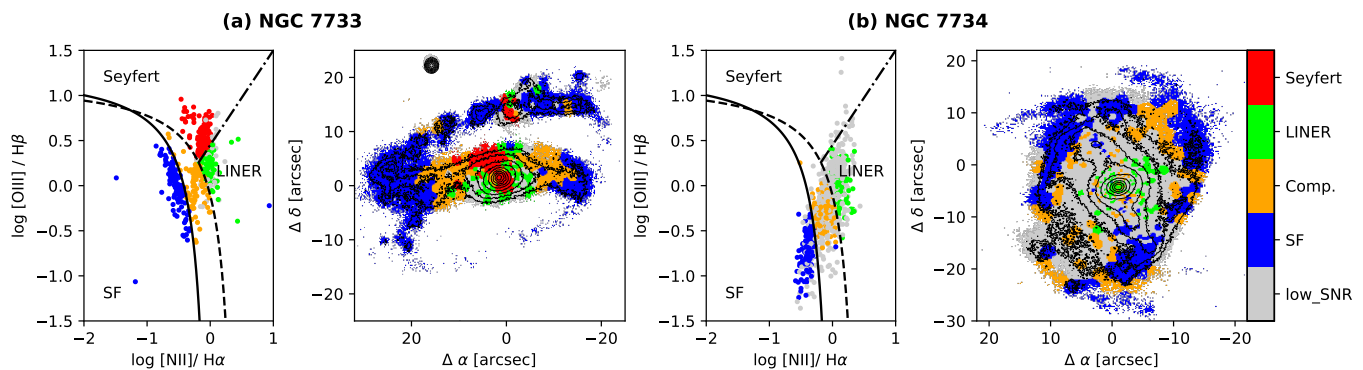 (a) NGC 7733
(b) NGC 7734
1.5
1.0
0.5
0.0
−0.5
−1.0
−1.5
log [OIII] / Hβ
Seyfert
LINER
SF
−2
−1
0
1
log [NII]/ Hα
20
10
0
−10
−20
Δ δ [arcsec]
20
0
−20
Δ α [arcsec]
1.5
1.0
0.5
0.0
−0.5
−1.0
−1.5
log [OIII] / Hβ
Seyfert
LINER
SF
−2
−1
0
1
log [NII]/ Hα
20
10
0
−10
−20
−30
Δ δ [arcsec]
20
10
0
−10
Δ α [arcsec]
Seyfert
LINER
Comp.
SF
low_SNR